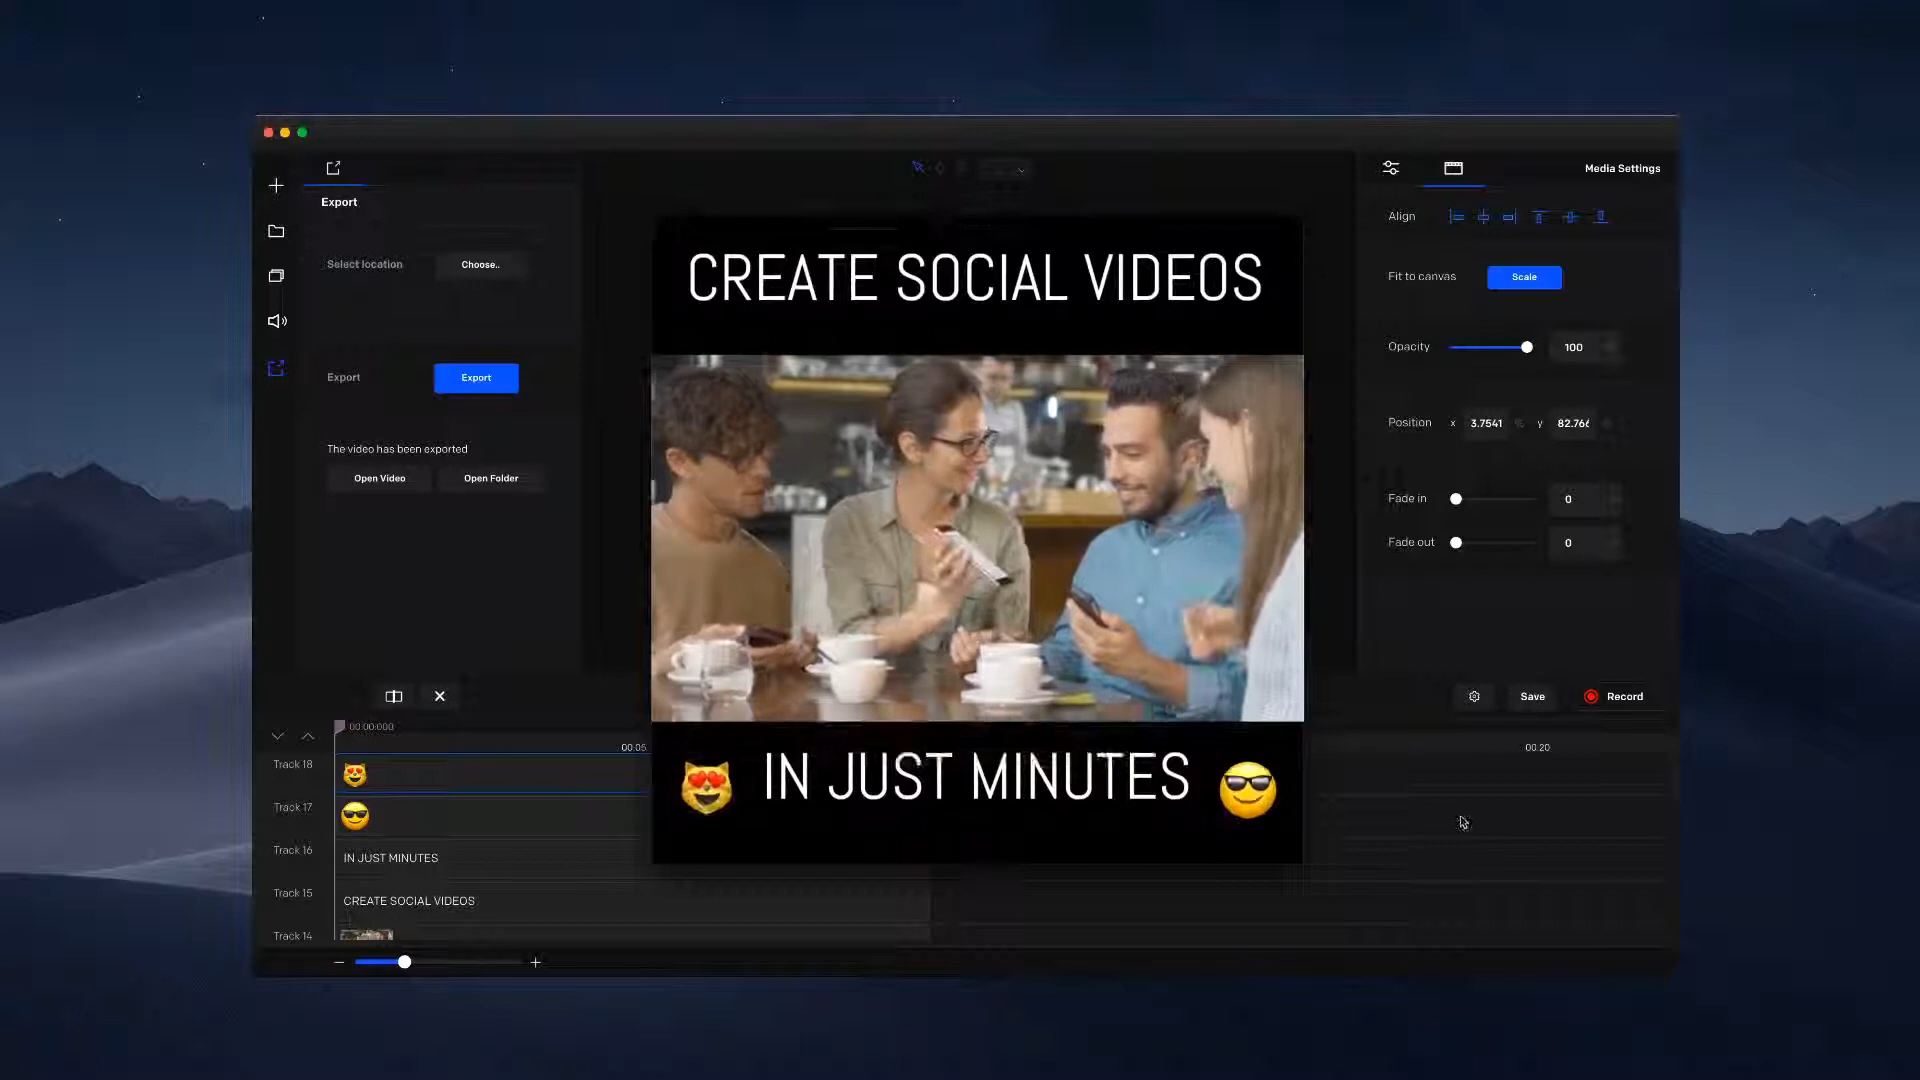 Media Settings
Export
Align
Select location
Choose..
Fit to canvas
Scale
CREATE SOCIAL VIDEOS
Opacity
100
Export
Export
Position x 3.7541 % y 82.766
The video has been exported
Open Video
Open Folder
Fade in
0
Fade out
0
Save
Record
00:00:000
00:05
00:20
Track 18
IN JUST MINUTES
Track 17
Track 16
IN JUST MINUTES
Track 15
CREATE SOCIAL VIDEOS
Track 14